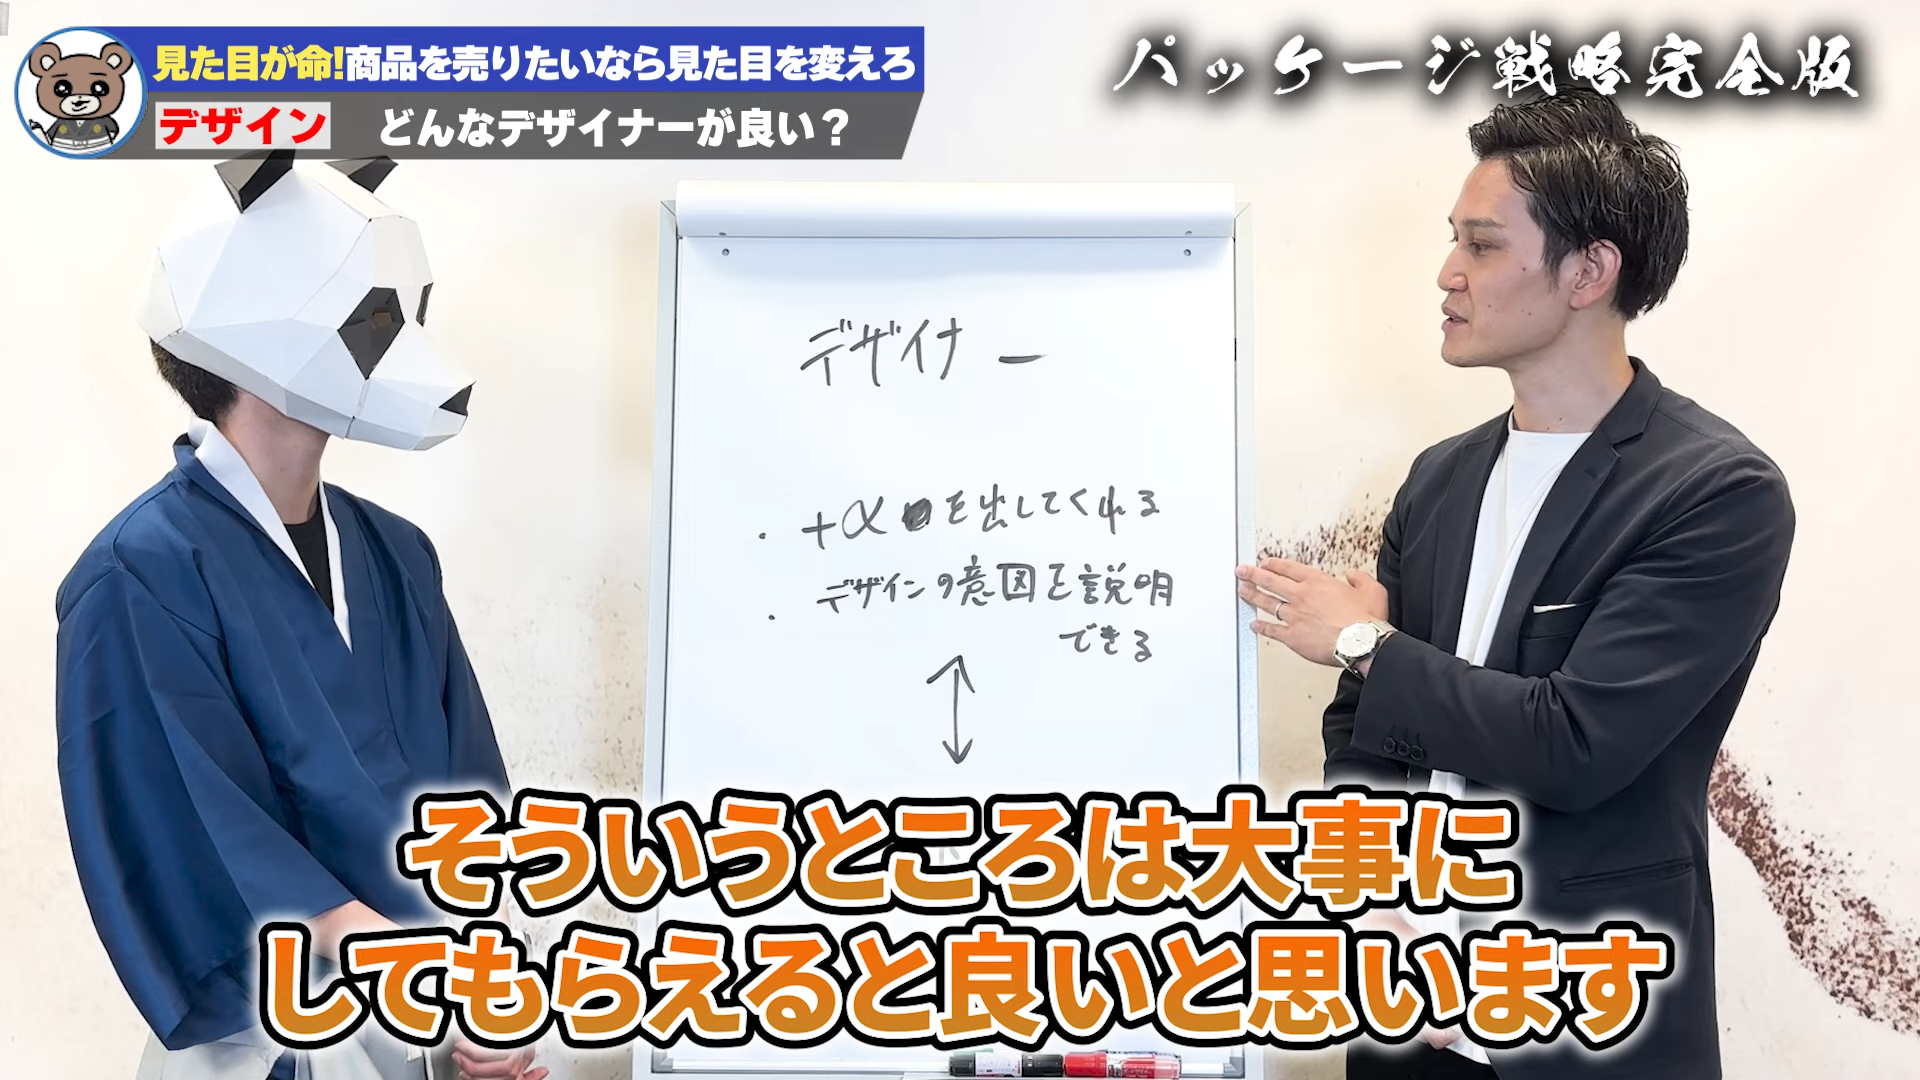 見た目が命!商品を売りたいなら見た目を変えろ
デザイン どんなデザイナーが良い？
パッケージ戦略完全版
デザイナー
・ +α を出してくれる
・ デザインの意図を説明
できる
そういうところは大事に
してもらえると良いと思います